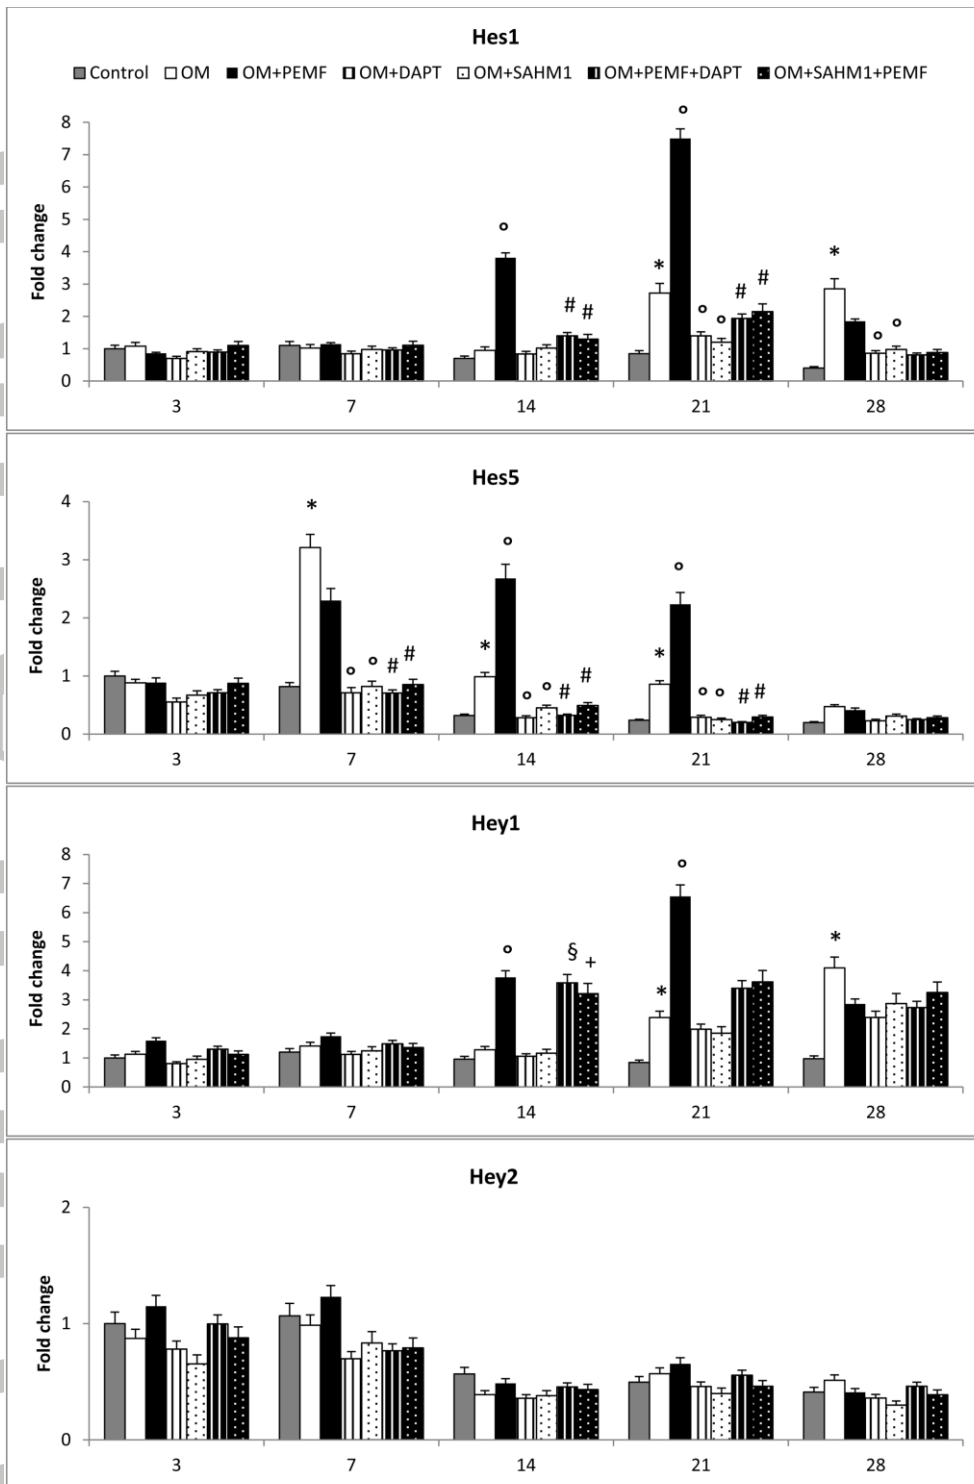 Hes1
Control OM OM+PEMF OM+DAPT OM+SAHM1 OM+PEMF+DAPT OM+SAHM1+PEMF
Fold change
8
7
6
5
4
3
2
1
0
° 
* ° ° ° # #
° # #
* ° °
3 7 14 21 28
Hes5
Fold change
4
3
2
1
0
* ° ° # #
* ° ° ° # #
* ° ° ° # #
3 7 14 21 28
Hey1
Fold change
8
7
6
5
4
3
2
1
0
° § +
* °
*
3 7 14 21 28
Hey2
Fold change
2
1
0
3 7 14 21 28